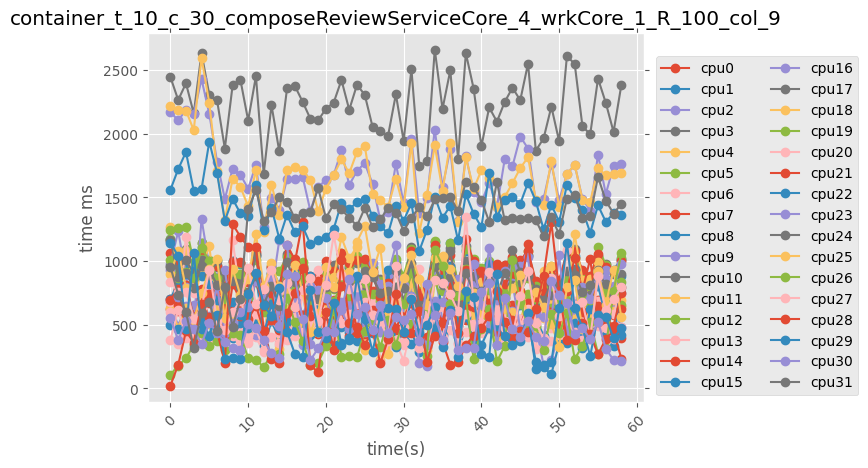 container_t_10_c_30_composeReviewServiceCore_4_wrkCore_1_R_100_col_9
time ms
2500
2000
1500
1000
500
0
0
10
20
30
40
50
60
time(s)
cpu0
cpu1
cpu2
cpu3
cpu4
cpu5
cpu6
cpu7
cpu8
cpu9
cpu10
cpu11
cpu12
cpu13
cpu14
cpu15
cpu16
cpu17
cpu18
cpu19
cpu20
cpu21
cpu22
cpu23
cpu24
cpu25
cpu26
cpu27
cpu28
cpu29
cpu30
cpu31